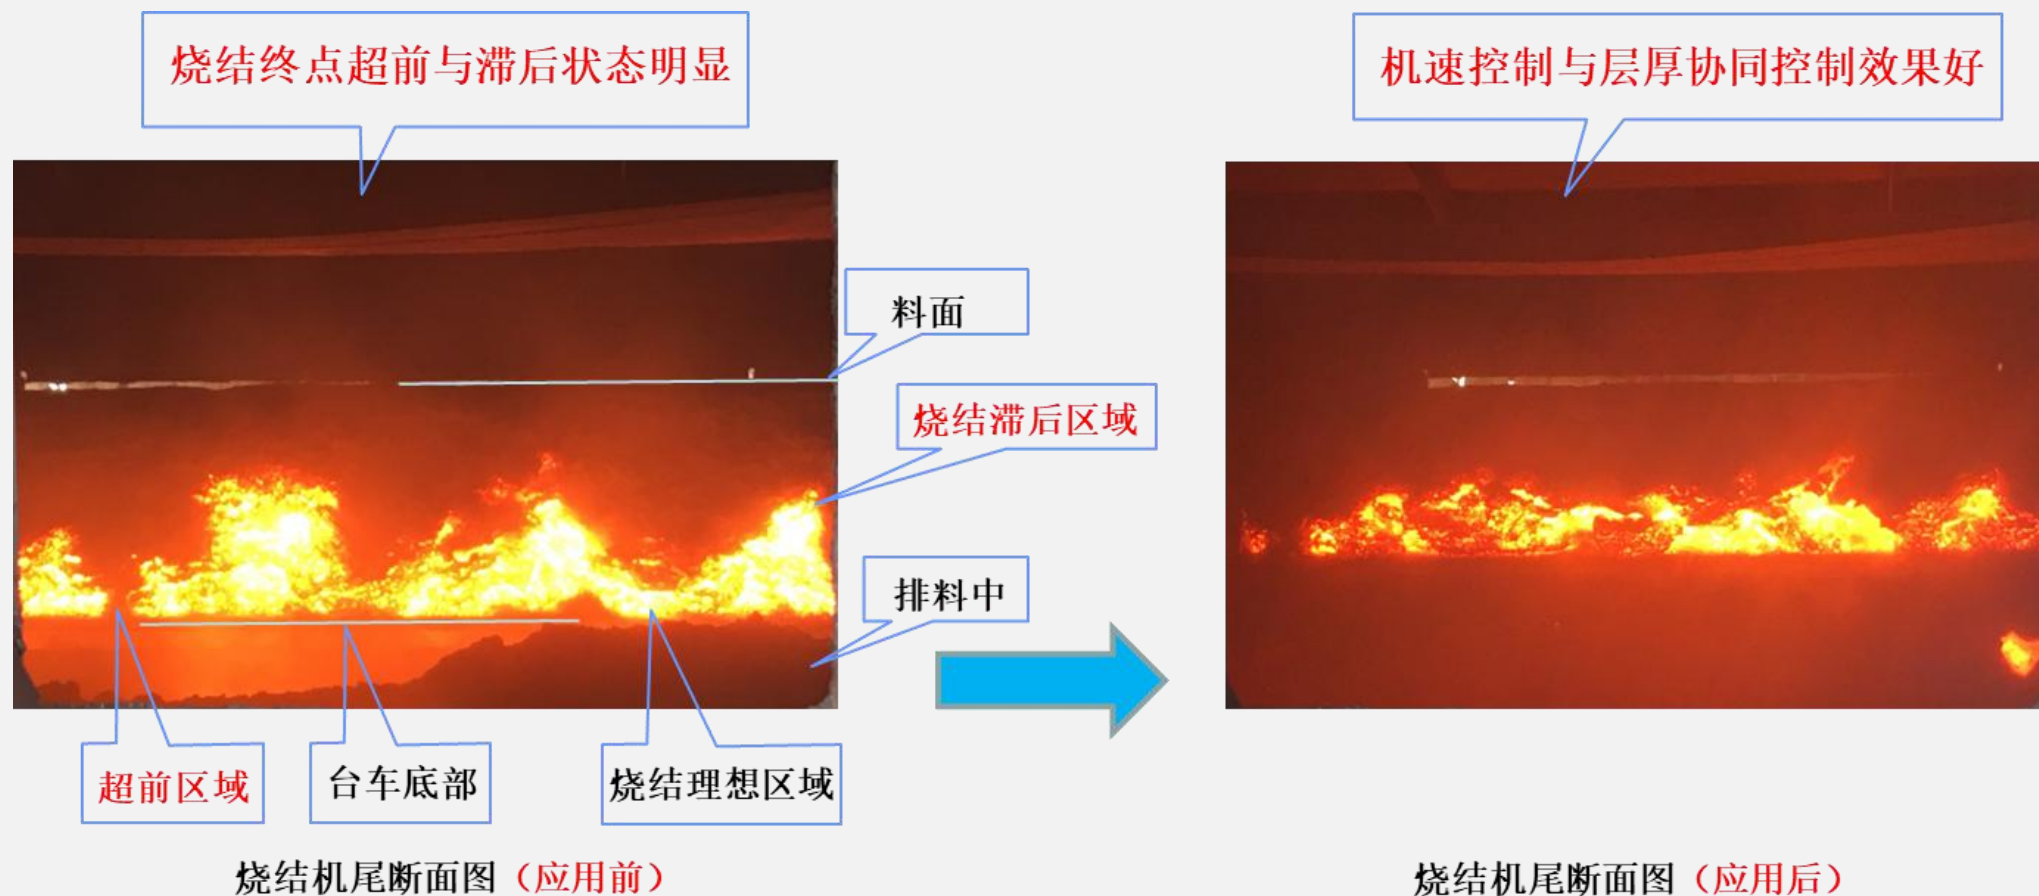 烧结终点超前与滞后状态明显
机速控制与层厚协同控制效果好
料面
烧结滞后区域
排料中
超前区域
台车底部
烧结理想区域
烧结机尾断面图（应用前）
烧结机尾断面图（应用后）